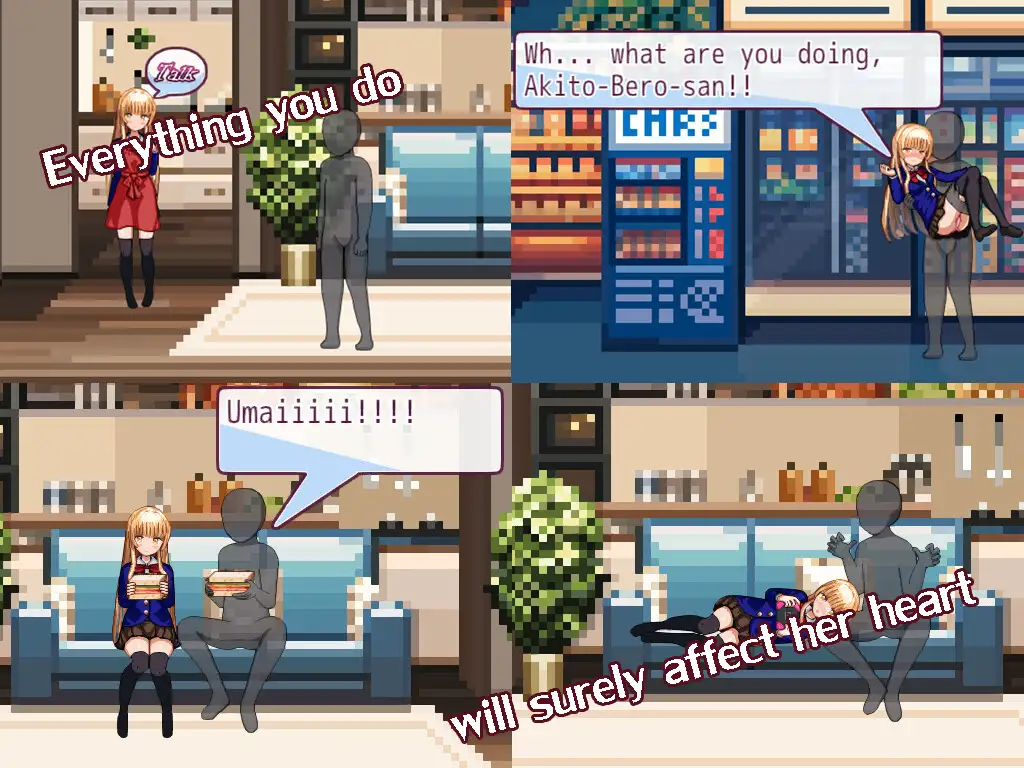 Talk
Everything you do
Wh... what are you doing,
Akito-Bero-san!!
Umaiiiii!!!!
will surely affect her heart